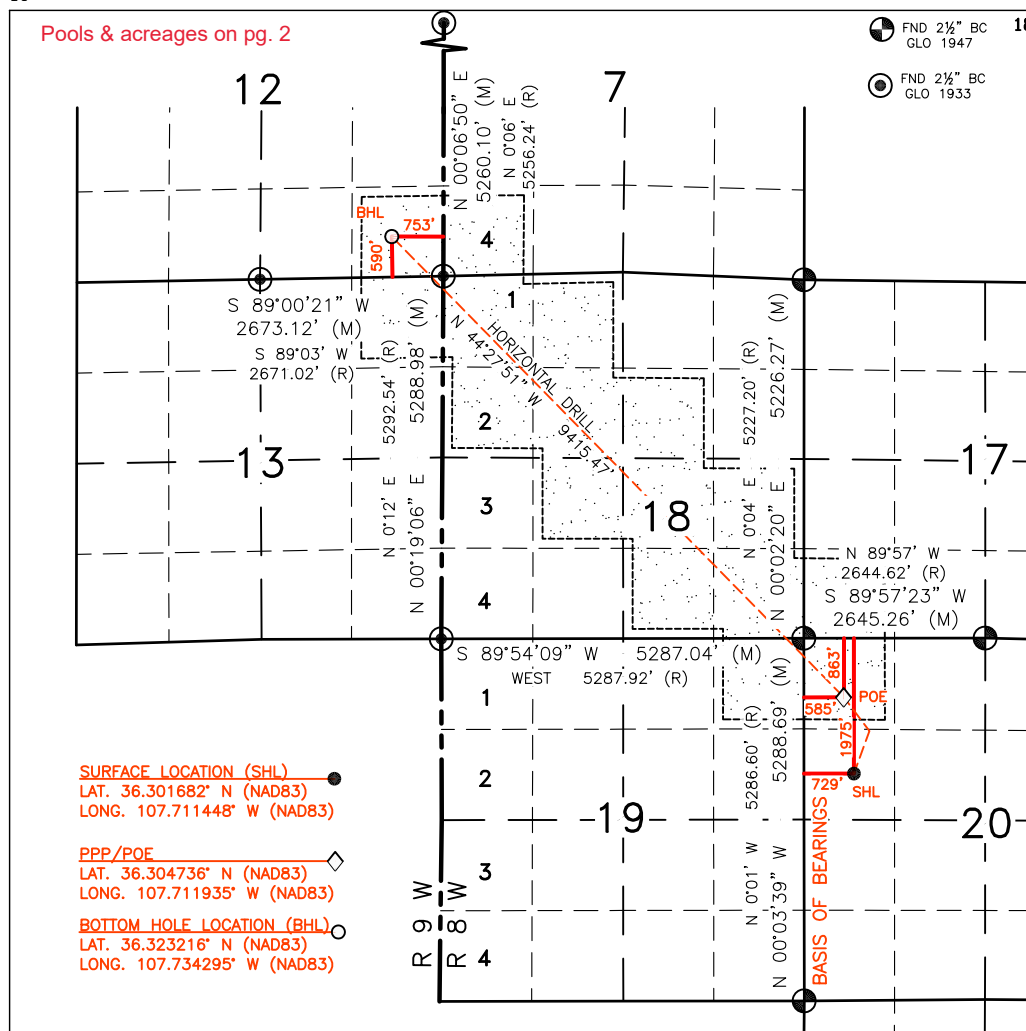 Pools & acreages on pg. 2
FND 2½" BC
GLO 1947
18
FND 2½" BC
GLO 1933
12
7
N 00°06'50" E
5260.10' (M)
N 0°06' E
5256.24' (R)
BHL
753'
590'
4
S 89°00'21" W
2673.12' (M)
S 89°03' W
2671.02' (R)
1
HORIZONTAL DRILL
N 44°27'51" W
9415.47'
N 0°12' E 5292.54' (R)
N 00°19'06" E 5288.98' (M)
N 0°04' E 5227.20' (R)
N 00°02'20" E 5226.27' (M)
2
13
17
3
18
4
N 89°57' W
2644.62' (R)
S 89°57'23" W
2645.26' (M)
S 89°54'09" W 5287.04' (M)
WEST 5287.92' (R)
863'
585'
POE
1975'
729'
SHL
1
2
19
20
3
4
N 0°01' W 5286.60' (R)
N 00°03'39" W 5288.69' (M)
BASIS OF BEARINGS
R 9 W
R 8 W
SURFACE LOCATION (SHL)
LAT. 36.301682° N (NAD83)
LONG. 107.711448° W (NAD83)
PPP/POE
LAT. 36.304736° N (NAD83)
LONG. 107.711935° W (NAD83)
BOTTOM HOLE LOCATION (BHL)
LAT. 36.323216° N (NAD83)
LONG. 107.734295° W (NAD83)